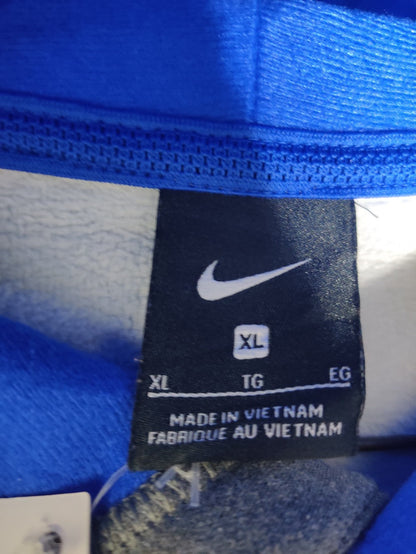 XL
XL TG EG
MADE IN VIETNAM
FABRIQUE AU VIETNAM